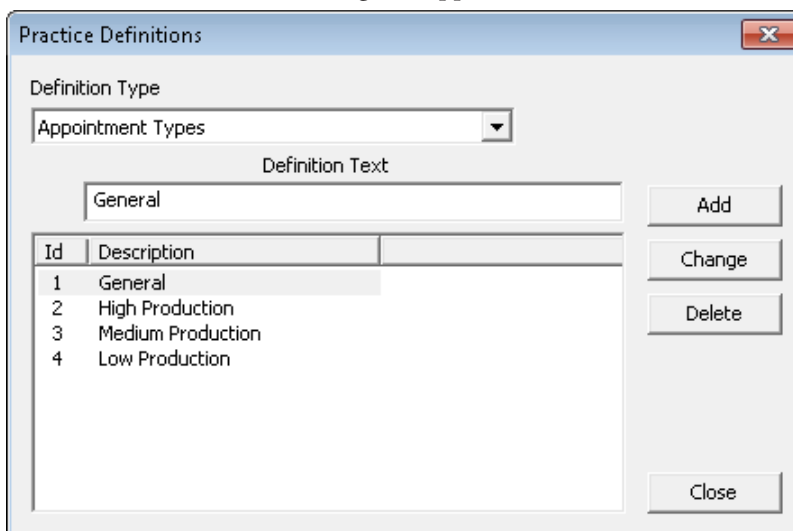 Practice Definitions
Definition Type
Appointment Types
Definition Text
General
Add
Id Description
Change
1 General
2 High Production
Delete
3 Medium Production
4 Low Production
Close